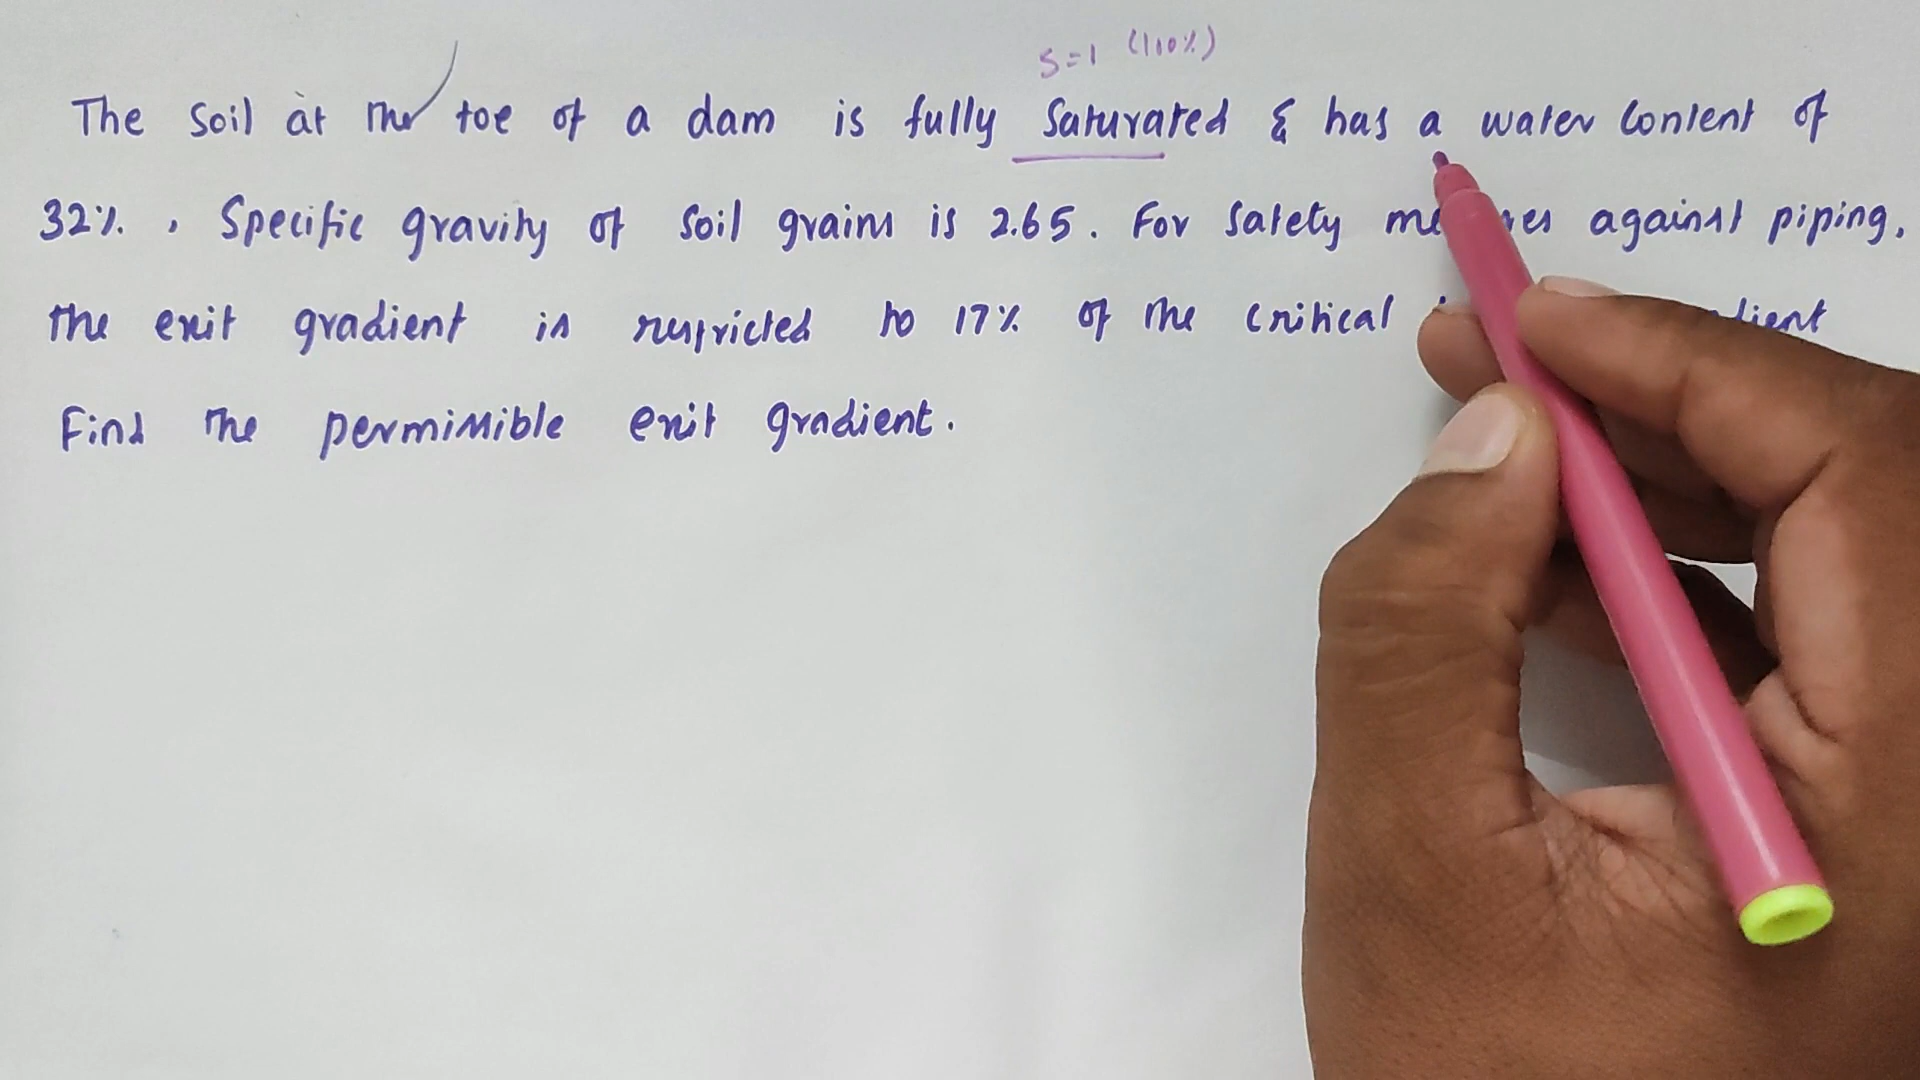 S=1 (100%)
The soil at the toe of a dam is fully saturated & has a water content of
32%. , Specific gravity of soil grains is 2.65. For safety against piping,
the exit gradient is restricted to 17% of the critical
Find the permissible exit gradient.